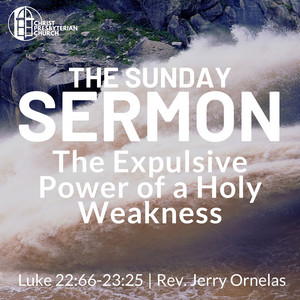 CHRIST
PRESBYTERIAN
CHURCH
THE SUNDAY
SERMON
The Expulsive
Power of a Holy
Weakness
Luke 22:66-23:25 | Rev. Jerry Ornelas